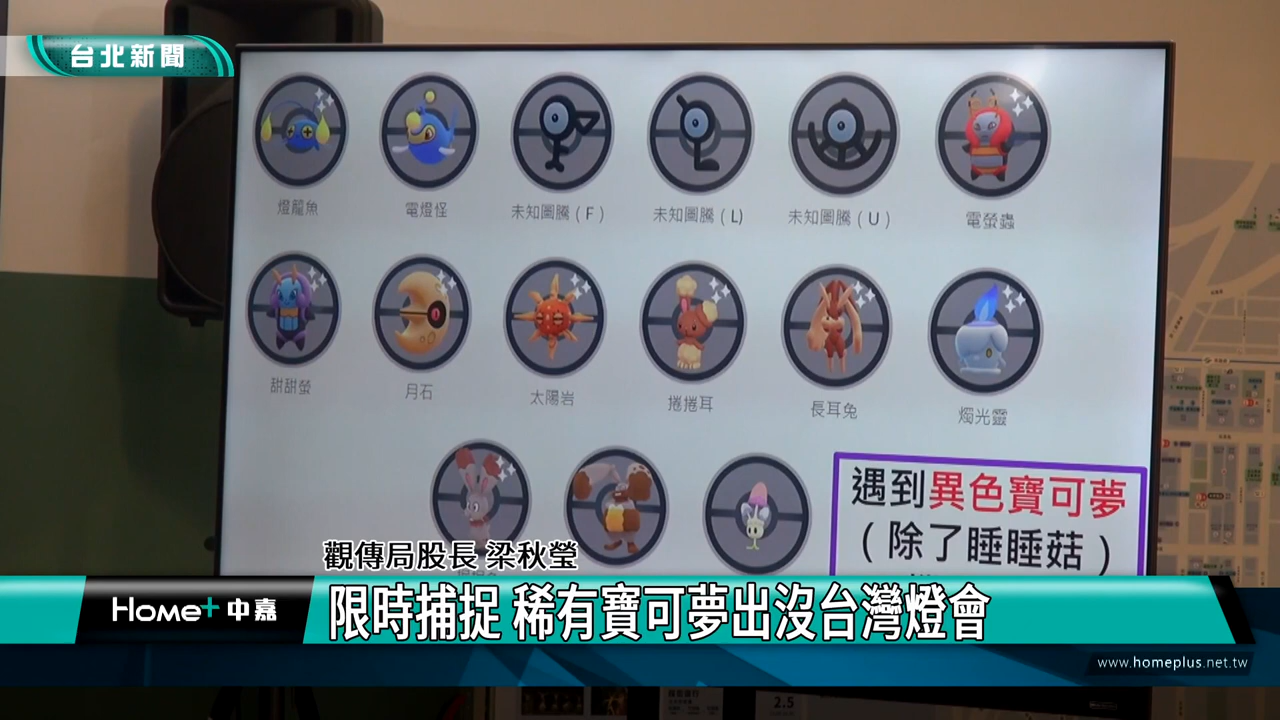 台北新聞
燈籠魚
電燈怪
未知圖騰(F)
未知圖騰(L)
未知圖騰(U)
電螢蟲
甜甜螢
月石
太陽岩
捲捲耳
長耳兔
燭光靈
遇到異色寶可夢
(除了睡睡菇)
觀傳局股長 梁秋瑩
Home+中嘉
限時捕捉 稀有寶可夢出沒台灣燈會
www.homeplus.net.tw
2.5